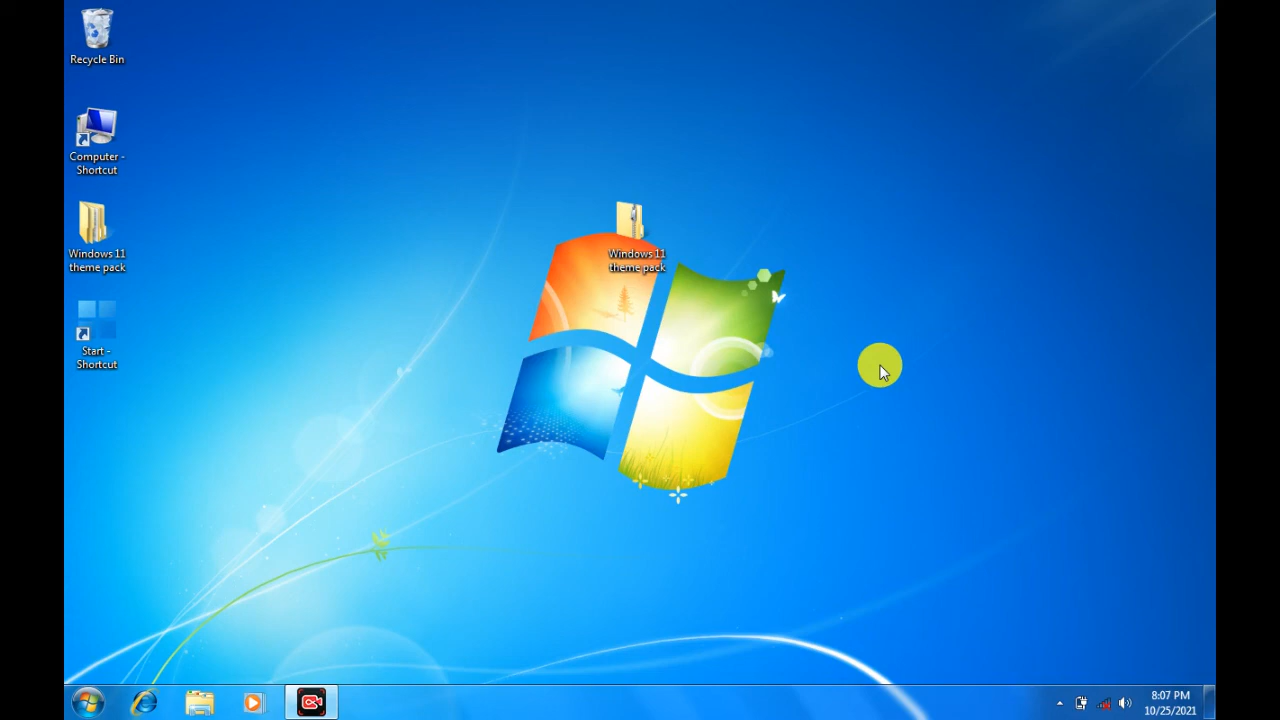 Recycle Bin
Computer -
Shortcut
Windows 11
theme pack
Start -
Shortcut
Windows 11
theme pack
8:07 PM
10/25/2021